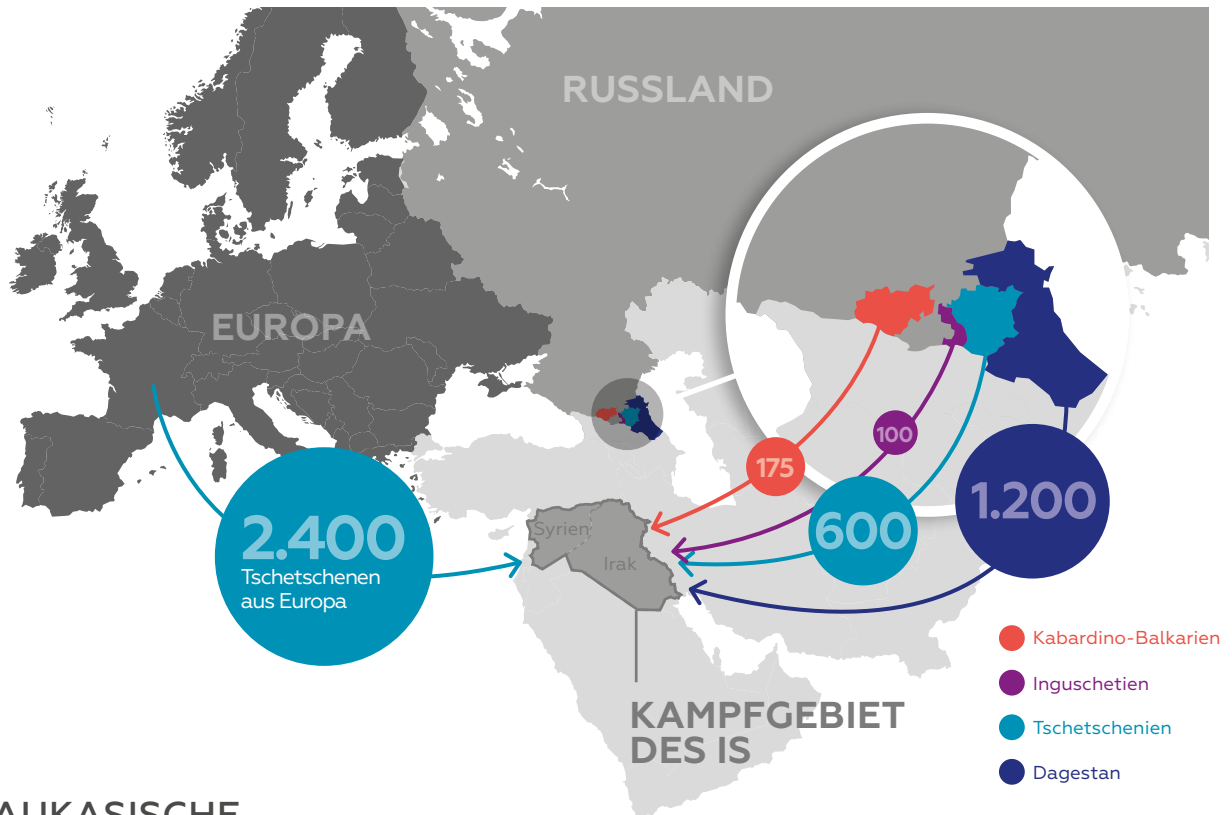 RUSSLAND
EUROPA
175
100
600
1.200
2.400
Tschetschenen
aus Europa
Syrien
Irak
KAMPFGEBIET
DES IS
Kabardino-Balkarien
Inguschetien
Tschetschenien
Dagestan
AUKASISCHE